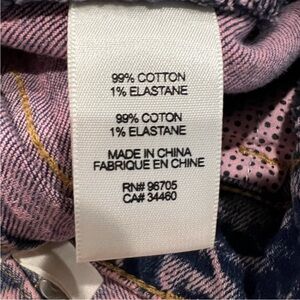 99% COTTON
1% ELASTANE
99% COTON
1% ELASTANE
MADE IN CHINA
FABRIQUE EN CHINE
RN# 96705
CA# 34460